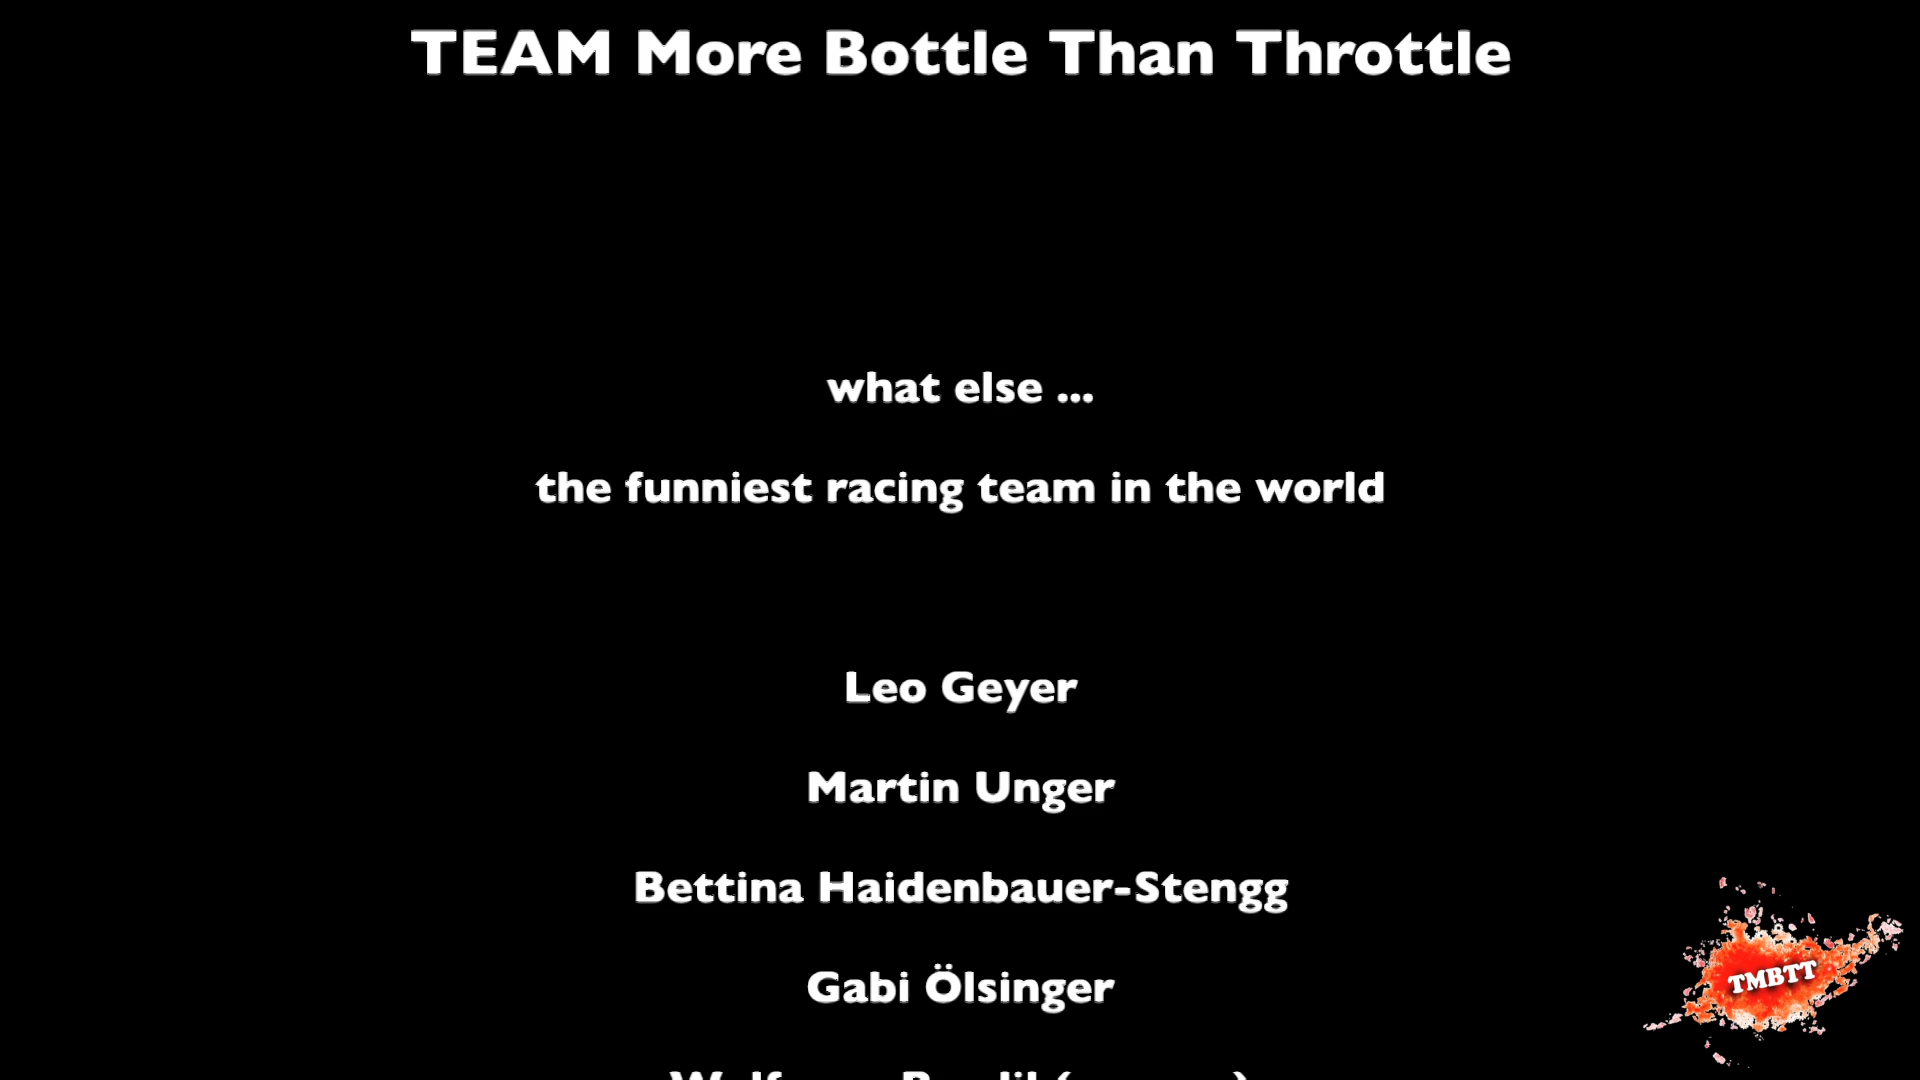 TEAM More Bottle Than Throttle
what else ...
the funniest racing team in the world
Leo Geyer
Martin Unger
Bettina Haidenbauer-Stengg
Gabi Ölsinger
TMBTT